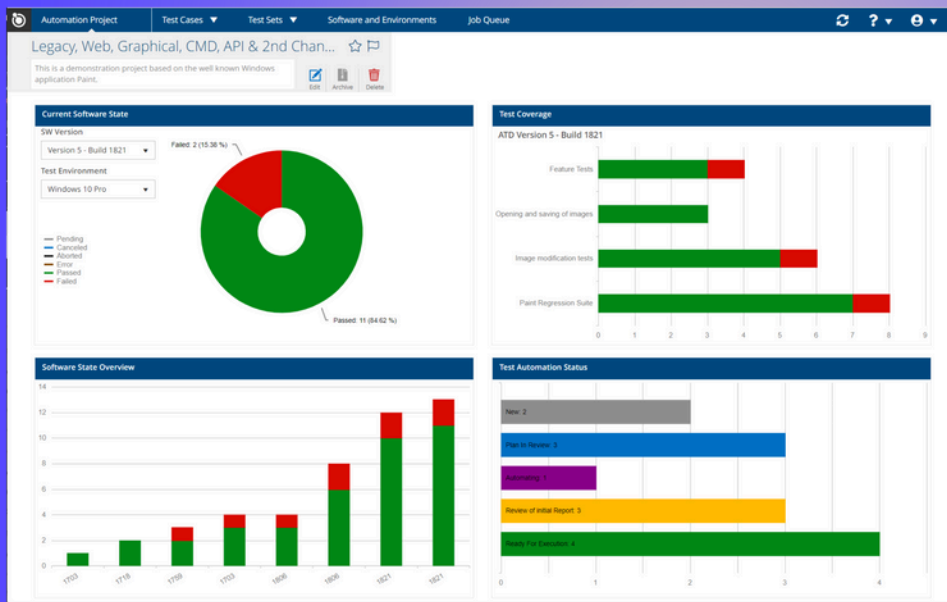 Automation Project
Test Cases ▼
Test Sets ▼
Software and Environments
Job Queue
?
Legacy, Web, Graphical, CMD, API & 2nd Chan...
This is a demonstration project based on the well known Windows
application Paint.
Edit
Archive
Delete
Current Software State
SW Version
Version 5 - Build 1821
Test Environment
Windows 10 Pro
Pending
Canceled
Aborted
Error
Passed
Failed
Failed: 2 (15.38 %)
Passed: 11 (84.62 %)
Test Coverage
ATD Version 5 - Build 1821
Feature Tests
Opening and saving of images
Image modification tests
Paint Regression Suite
0 1 2 3 4 5 6 7 8 9
Software State Overview
14
12
10
8
6
4
2
0
1703 1718 1759 1703 1806 1806 1821 1821
Test Automation Status
New: 2
Plan In Review: 3
Automating: 1
Review of Initial Report: 3
Ready For Execution: 4
0 1 2 3 4